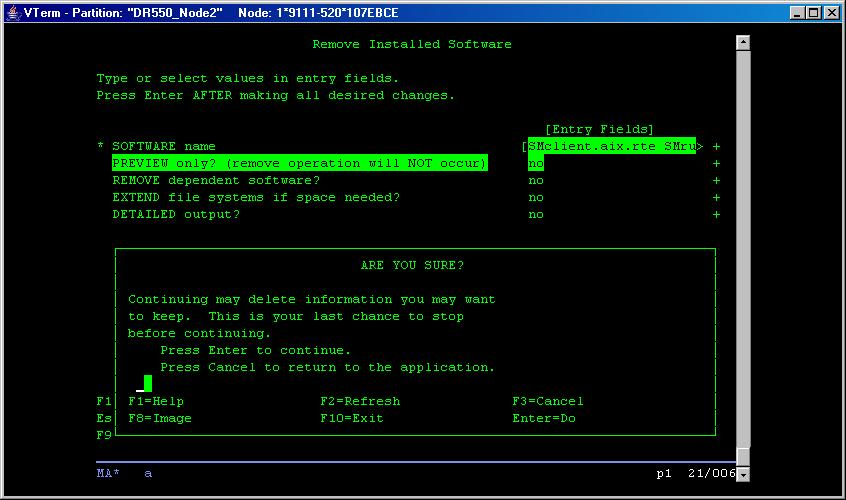 VTerm - Partition: "DR550_Node2" Node: 1*9111-520*107EBCE
Remove Installed Software
Type or select values in entry fields.
Press Enter AFTER making all desired changes.
[Entry Fields]
* SOFTWARE name [SMclient.aix.rte SMru> +
PREVIEW only? (remove operation will NOT occur) no +
REMOVE dependent software? no +
EXTEND file systems if space needed? no +
DETAILED output? no +
ARE YOU SURE?
Continuing may delete information you may want
to keep. This is your last chance to stop
before continuing.
Press Enter to continue.
Press Cancel to return to the application.
F1 F1=Help F2=Refresh F3=Cancel
Es F8=Image F10=Exit Enter=Do
F9
MA* a p1 21/006